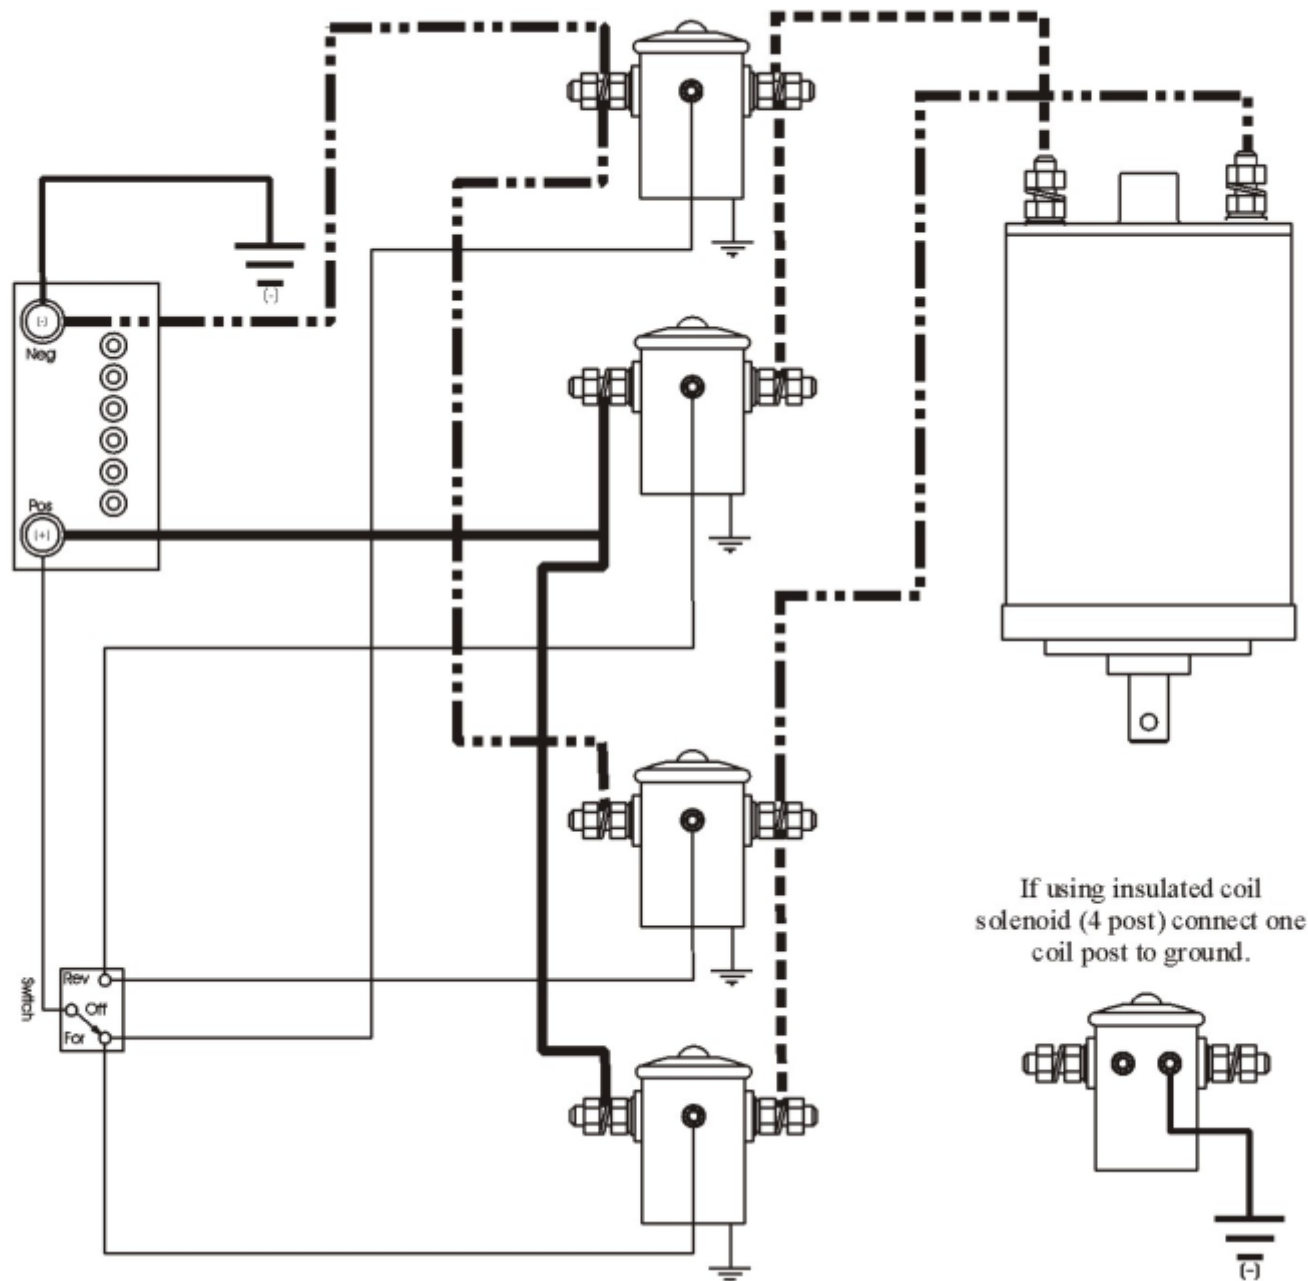 (-)
(-)
Neg
Pos
(+)
Rev
Off
For
Switch
If using insulated coil
solenoid (4 post) connect one
coil post to ground.
(-)